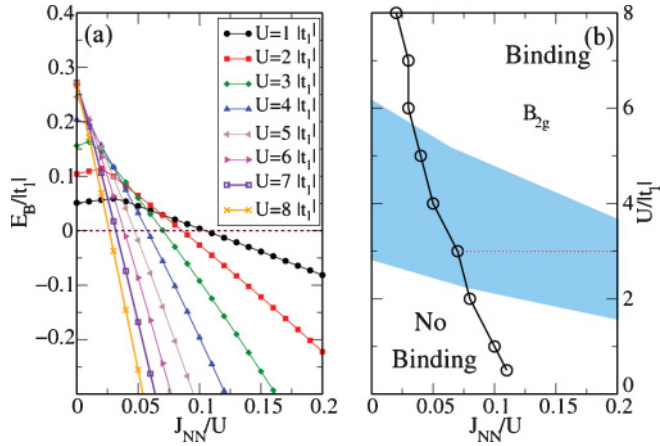 0.4
0.3
0.2
0.1
0
−0.1
−0.2
E_B/|t_1|
(a)
U=1 |t_1|
U=2 |t_1|
U=3 |t_1|
U=4 |t_1|
U=5 |t_1|
U=6 |t_1|
U=7 |t_1|
U=8 |t_1|
0 0.05 0.1 0.15 0.2
J_NN/U
(b)
Binding
B_2g
No
Binding
8
6
4
2
0
U/|t_1|
0 0.05 0.1 0.15 0.2
J_NN/U